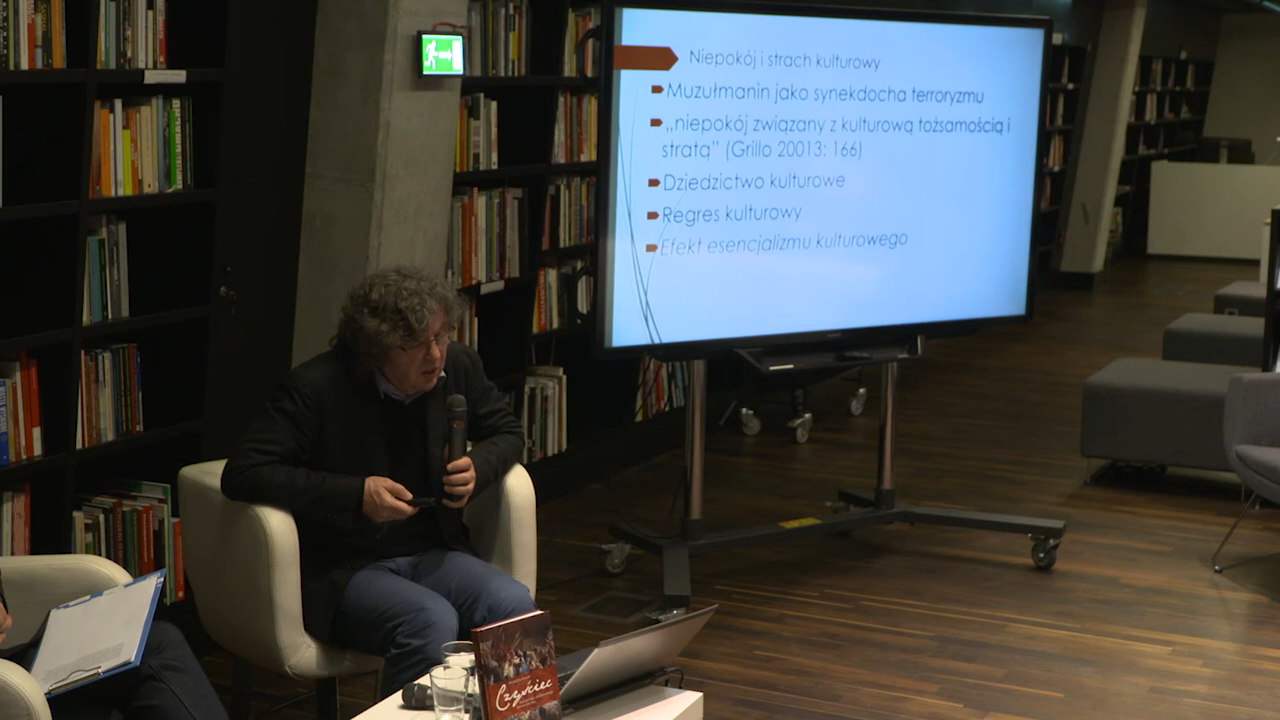 Niepokój i strach kulturowy
Muzułmanin jako synekdocha terroryzmu
„niepokój związany z kulturową tożsamością i
stratą” (Grillo 20013: 166)
Dziedzictwo kulturowe
Regres kulturowy
Efekt esencjalizmu kulturowego
Czyściec